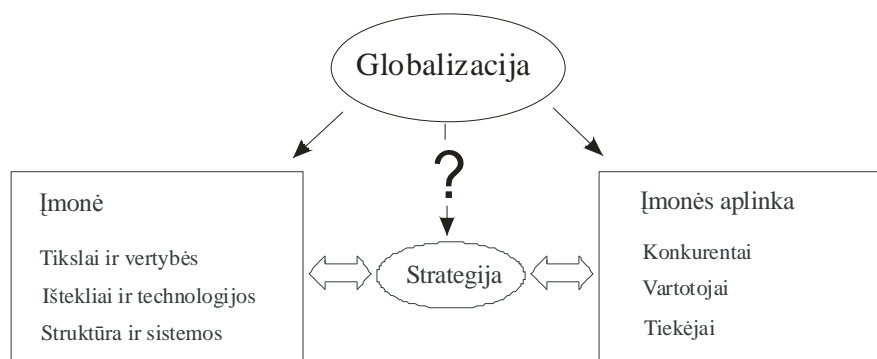 Globalizacija
?
Įmonė
Tikslai ir vertybės
Ištekliai ir technologijos
Struktūra ir sistemos
Strategija
Įmonės aplinka
Konkurentai
Vartotojai
Tiekėjai